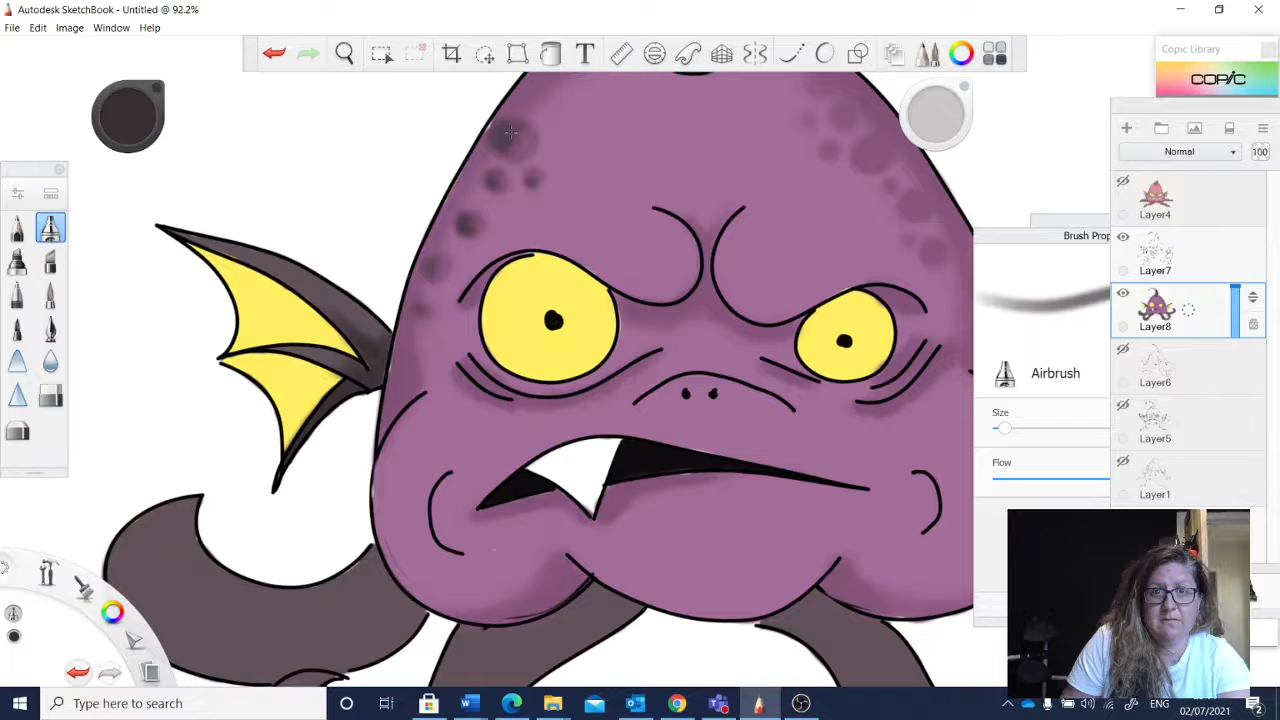 Autodesk SketchBook - Untitled @ 92.2%
File Edit Image Window Help
T
Copic Library
COPIC
Normal
100
Layer4
Layer7
Layer8
Layer6
Layer5
Layer1
Brush Prop
Airbrush
Size
Flow
Type here to search
ENG
02/07/2021
2